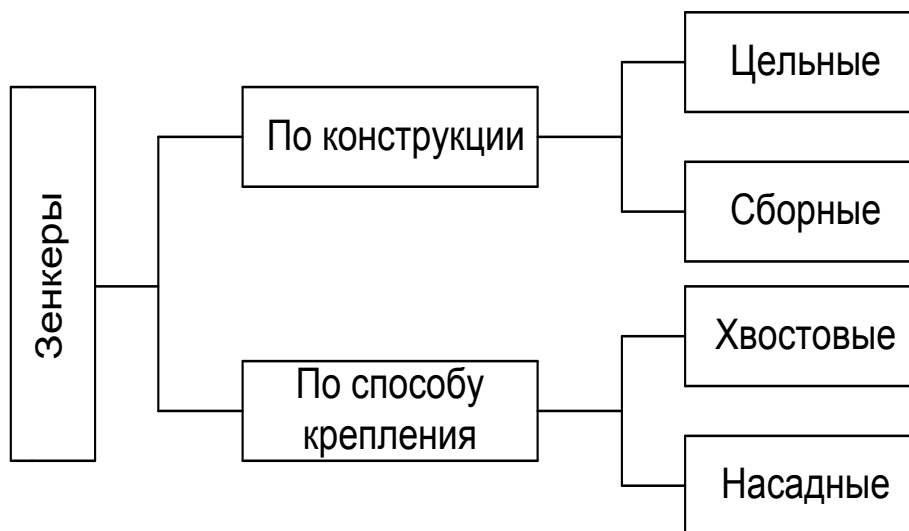 Зенкеры
По конструкции
Цельные
Сборные
По способу
крепления
Хвостовые
Насадные